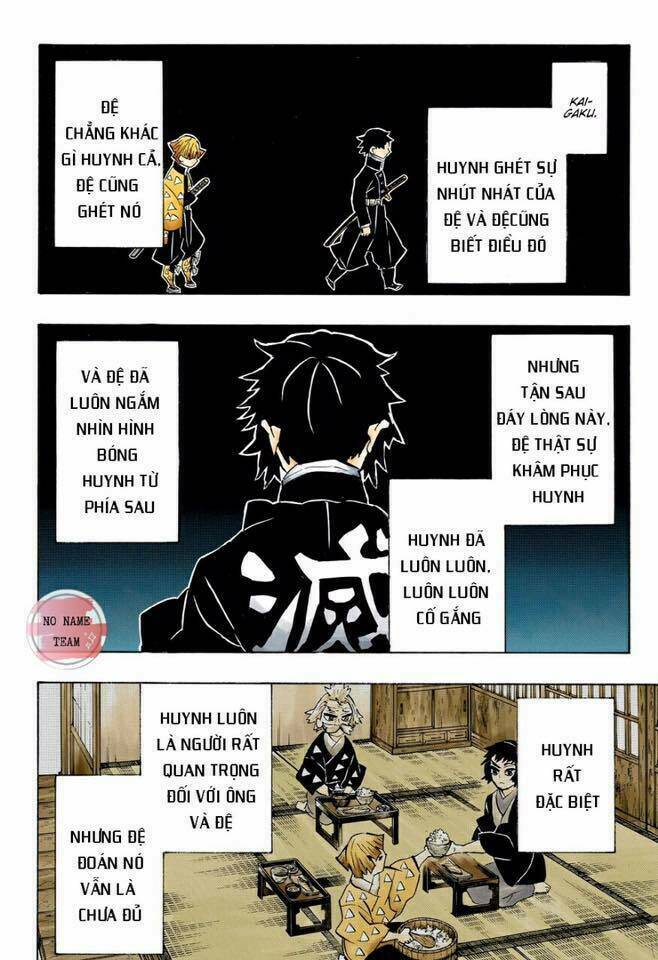 KAI-
GAKU.
HUYNH GHÉT SỰ
NHÚT NHÁT CỦA
ĐỆ VÀ ĐỆCŨNG
BIẾT ĐIỀU ĐÓ
ĐỆ
CHẲNG KHÁC
GÌ HUYNH CẢ,
ĐỆ CŨNG
GHÉT NÓ
NHƯNG
TẬN SAU
ĐÁY LÒNG NÀY,
ĐỆ THẬT SỰ
KHÂM PHỤC
HUYNH
HUYNH ĐÃ
LUÔN LUÔN,
LUÔN LUÔN
CỐ GẮNG
VÀ ĐỆ ĐÃ
LUÔN NGẮM
NHÌN HÌNH
BÓNG
HUYNH TỪ
PHÍA SAU
滅
NO NAME
TEAM
HUYNH
RẤT
ĐẶC BIỆT
HUYNH LUÔN
LÀ NGƯỜI RẤT
QUAN TRỌNG
ĐỐI VỚI ÔNG
VÀ ĐỆ
NHƯNG ĐỆ
ĐOÁN NÓ
VẪN LÀ
CHƯA ĐỦ